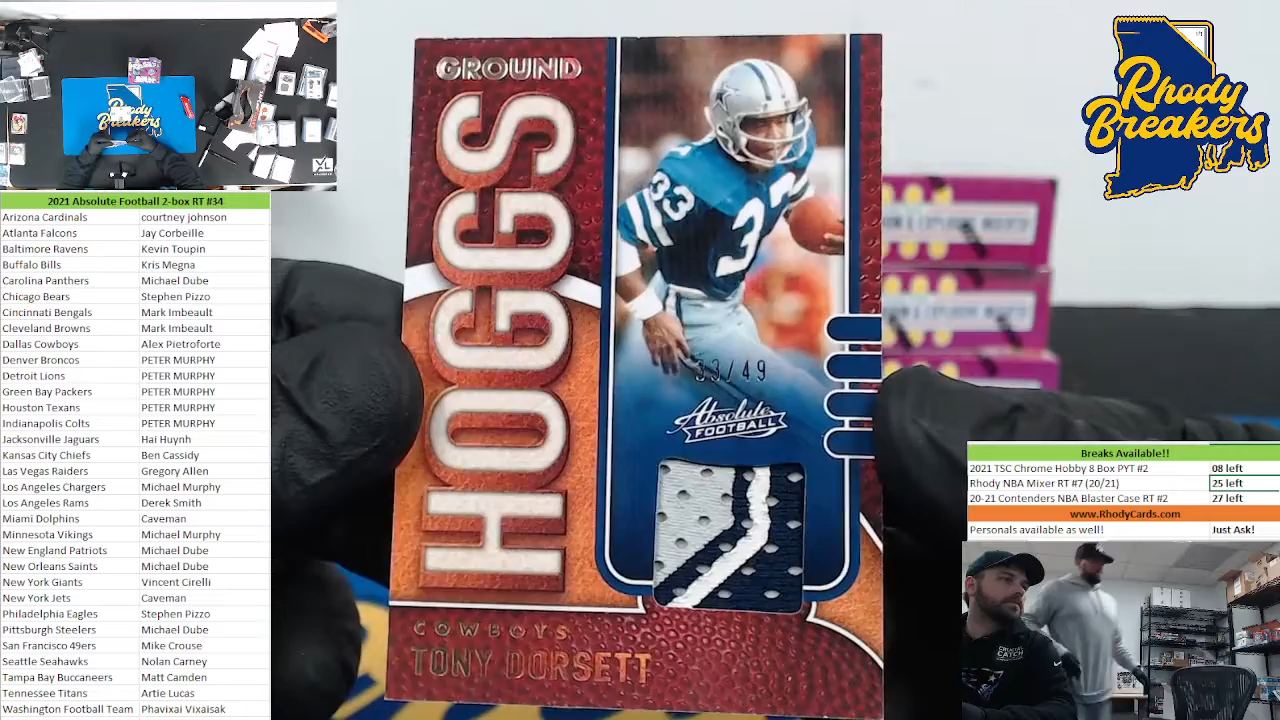 2021 Absolute Football 2-box RT #34
Arizona Cardinals courtney johnson
Atlanta Falcons Jay Corbeille
Baltimore Ravens Kevin Toupin
Buffalo Bills Kris Megna
Carolina Panthers Michael Dube
Chicago Bears Stephen Pizzo
Cincinnati Bengals Mark Imbeault
Cleveland Browns Mark Imbeault
Dallas Cowboys Alex Pietroforte
Denver Broncos PETER MURPHY
Detroit Lions PETER MURPHY
Green Bay Packers PETER MURPHY
Houston Texans PETER MURPHY
Indianapolis Colts PETER MURPHY
Jacksonville Jaguars Hai Huynh
Kansas City Chiefs Ben Cassidy
Las Vegas Raiders Gregory Allen
Los Angeles Chargers Michael Murphy
Los Angeles Rams Derek Smith
Miami Dolphins Caveman
Minnesota Vikings Michael Murphy
New England Patriots Michael Dube
New Orleans Saints Michael Dube
New York Giants Vincent Cirelli
New York Jets Caveman
Philadelphia Eagles Stephen Pizzo
Pittsburgh Steelers Michael Dube
San Francisco 49ers Mike Crouse
Seattle Seahawks Nolan Carney
Tampa Bay Buccaneers Matt Camden
Tennessee Titans Artie Lucas
Washington Football Team Phavixai Vixaisak
Rhody
Breakers
GROUND
HOGGS
33
33
33/49
Absolute
FOOTBALL
COWBOYS
TONY DORSETT
Rhody
Breakers
Breaks Available!!
2021 TSC Chrome Hobby 8 Box PYT #2 08 left
Rhody NBA Mixer RT #7 (20/21) 25 left
20-21 Contenders NBA Blaster Case RT #2 27 left
www.RhodyCards.com
Personals available as well! Just Ask!